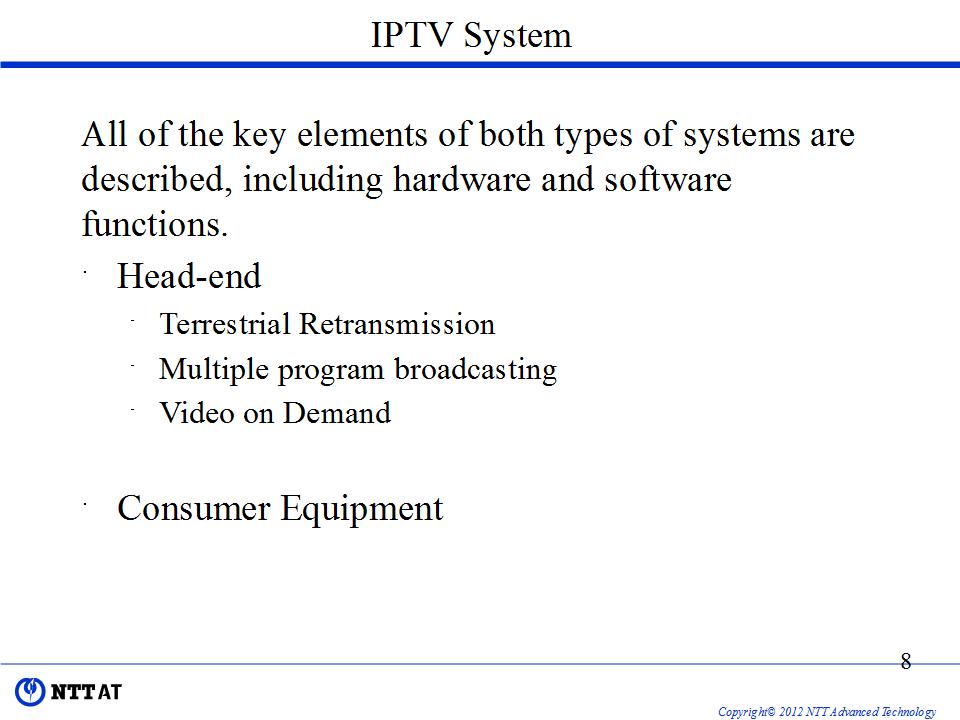 IPTV System
All of the key elements of both types of systems are
described, including hardware and software
functions.
· Head-end
- Terrestrial Retransmission
- Multiple program broadcasting
- Video on Demand
· Consumer Equipment
8
NTT AT
Copyright© 2012 NTT Advanced Technology